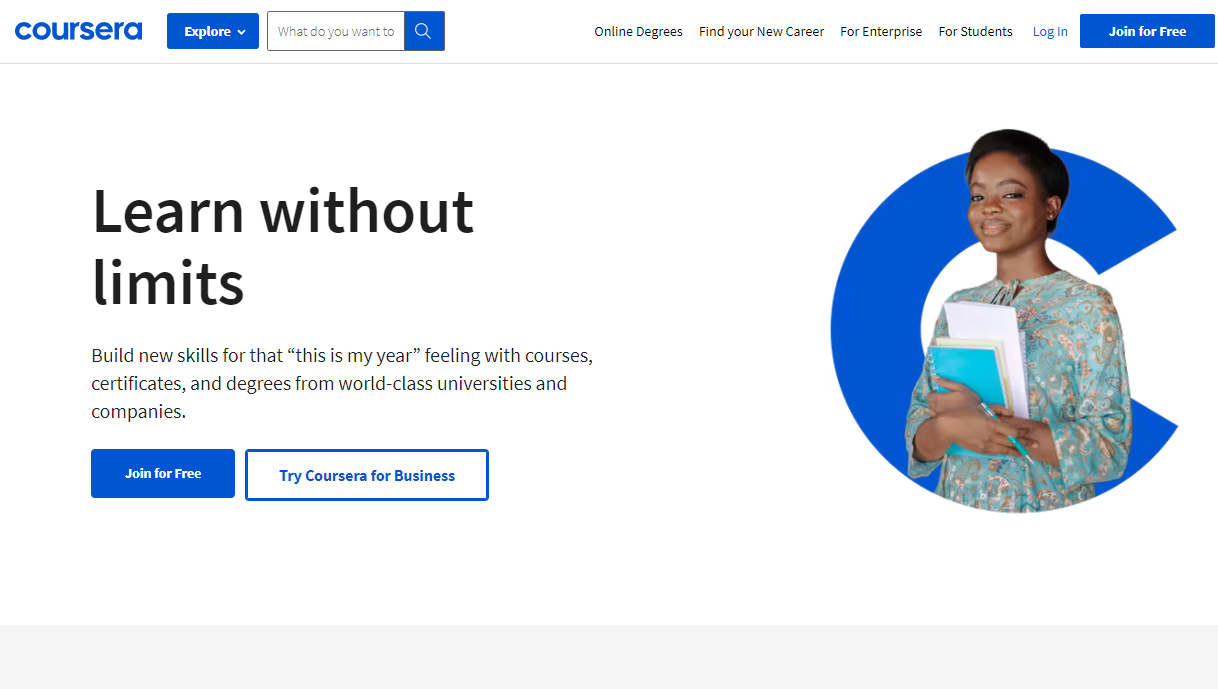 coursera
Explore
What do you want to
Online Degrees
Find your New Career
For Enterprise
For Students
Log In
Join for Free
Learn without
limits
Build new skills for that “this is my year” feeling with courses,
certificates, and degrees from world-class universities and
companies.
Join for Free
Try Coursera for Business